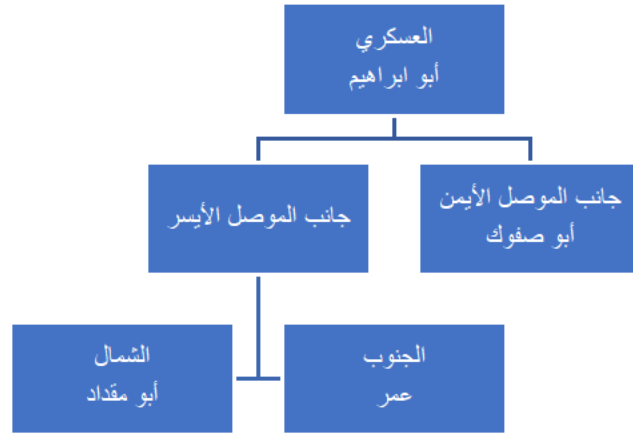 العسكري
أبو ابراهيم
جانب الموصل الأيمن
أبو صفوك
جانب الموصل الأيسر
الجنوب
عمر
الشمال
أبو مقداد